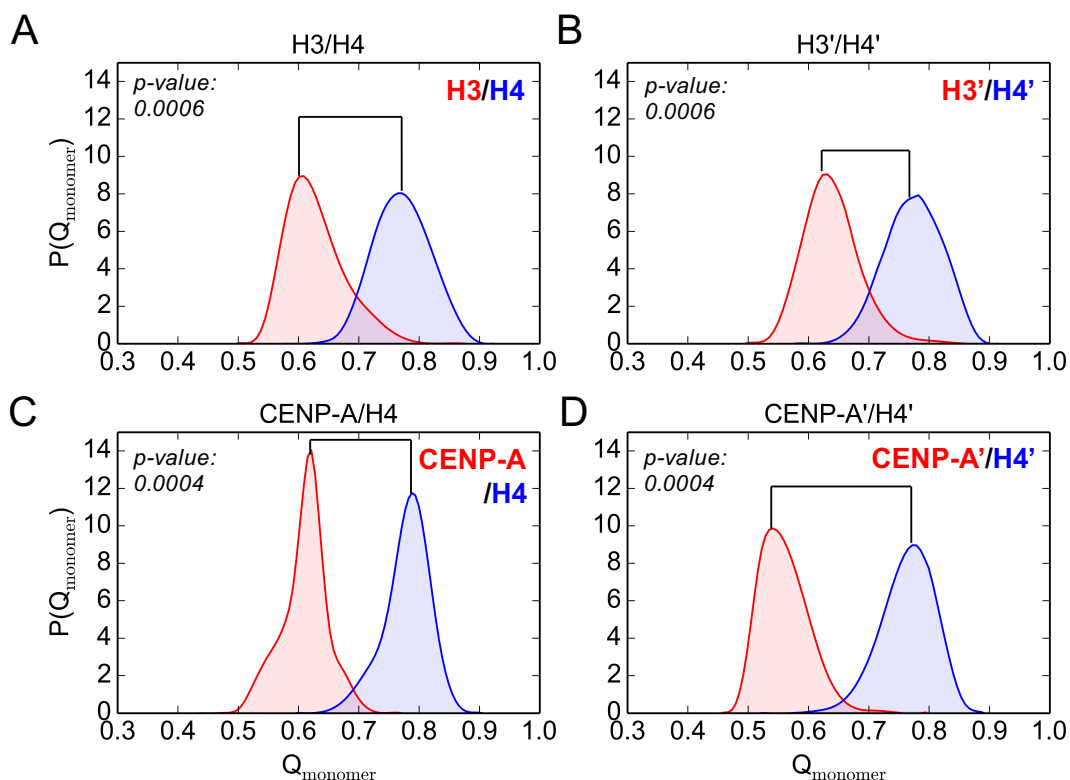 A
H3/H4
p-value:
0.0006
H3/H4
P(Q_monomer)
14
12
10
8
6
4
2
0
0.3 0.4 0.5 0.6 0.7 0.8 0.9 1.0
B
H3'/H4'
p-value:
0.0006
H3’/H4’
14
12
10
8
6
4
2
0
0.3 0.4 0.5 0.6 0.7 0.8 0.9 1.0
C
CENP-A/H4
p-value:
0.0004
CENP-A
/H4
P(Q_monomer)
14
12
10
8
6
4
2
0
0.3 0.4 0.5 0.6 0.7 0.8 0.9 1.0
Q_monomer
D
CENP-A'/H4'
p-value:
0.0004
CENP-A’/H4’
14
12
10
8
6
4
2
0
0.3 0.4 0.5 0.6 0.7 0.8 0.9 1.0
Q_monomer